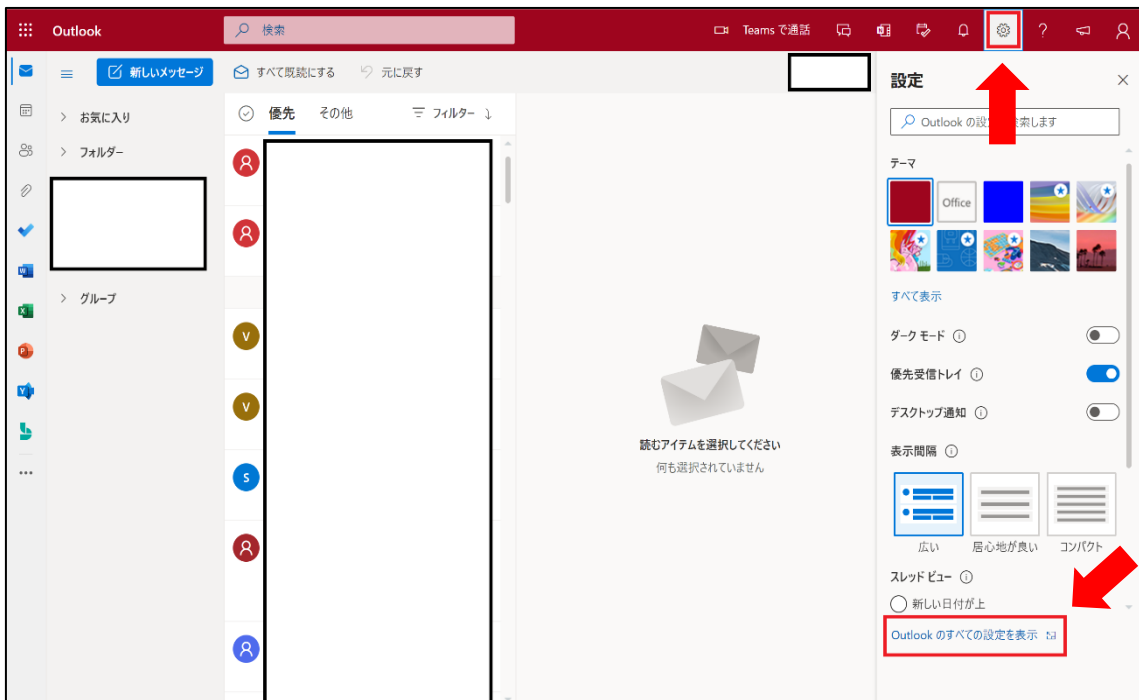 Outlook
検索
Teams で通話
新しいメッセージ
すべて既読にする
元に戻す
お気に入り
フォルダー
グループ
優先
その他
フィルター
V
V
S
読むアイテムを選択してください
何も選択されていません
設定
Outlook の設 索します
テーマ
Office
すべて表示
ダーク モード
優先受信トレイ
デスクトップ通知
表示間隔
広い
居心地が良い
コンパクト
スレッド ビュー
新しい日付が上
Outlook のすべての設定を表示